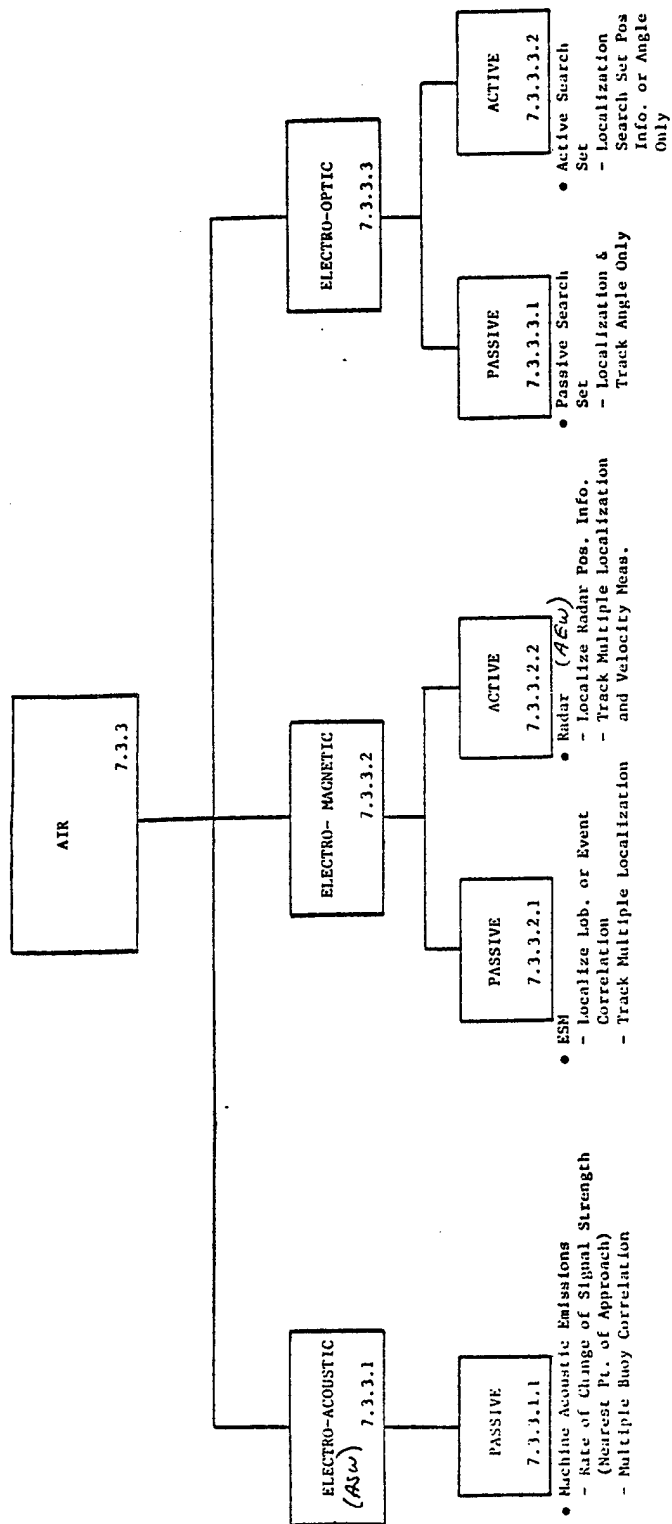 AIR
7.3.3
ELECTRO-ACOUSTIC
(ASW) 7.3.3.1
PASSIVE
7.3.3.1.1
● Machine Acoustic Emissions
- Rate of Change of Signal Strength
(Nearest Pt. of Approach)
- Multiple Buoy Correlation
ELECTRO- MAGNETIC
7.3.3.2
PASSIVE
7.3.3.2.1
● ESM
- Localize Lob. or Event
Correlation
- Track Multiple Localization
ACTIVE
7.3.3.2.2
● Radar (AEW)
- Localize Radar Pos. Info.
- Track Multiple Localization
and Velocity Meas.
ELECTRO-OPTIC
7.3.3.3
PASSIVE
7.3.3.3.1
● Passive Search
Set
- Localization &
Track Angle Only
ACTIVE
7.3.3.3.2
● Active Search
Set
- Localization
Search Set Pos
Info. or Angle
Only